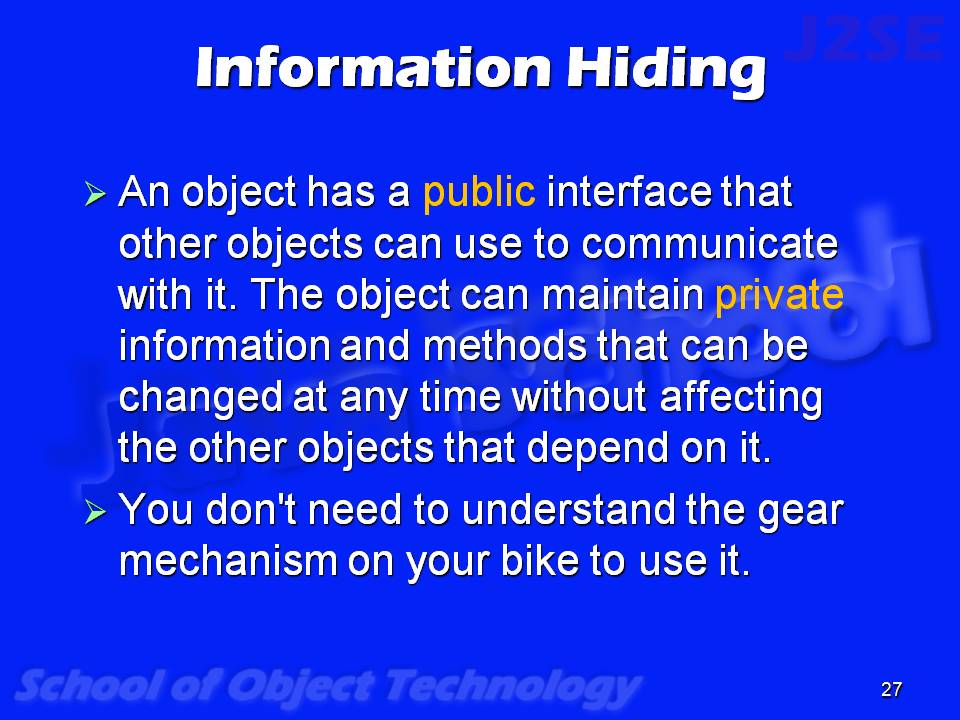 J2SE
Information Hiding
➢ An object has a public interface that
other objects can use to communicate
with it. The object can maintain private
information and methods that can be
changed at any time without affecting
the other objects that depend on it.
➢ You don't need to understand the gear
mechanism on your bike to use it.
School of Object Technology
27